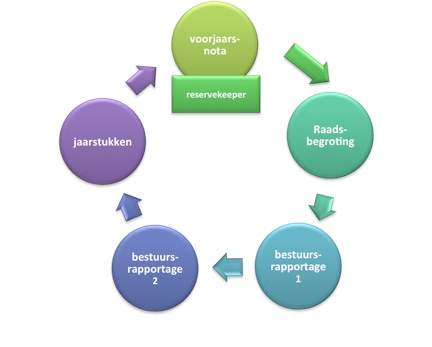 voorjaars-
nota
reservekeeper
Raads-
begroting
bestuurs-
rapportage
1
bestuurs-
rapportage
2
jaarstukken